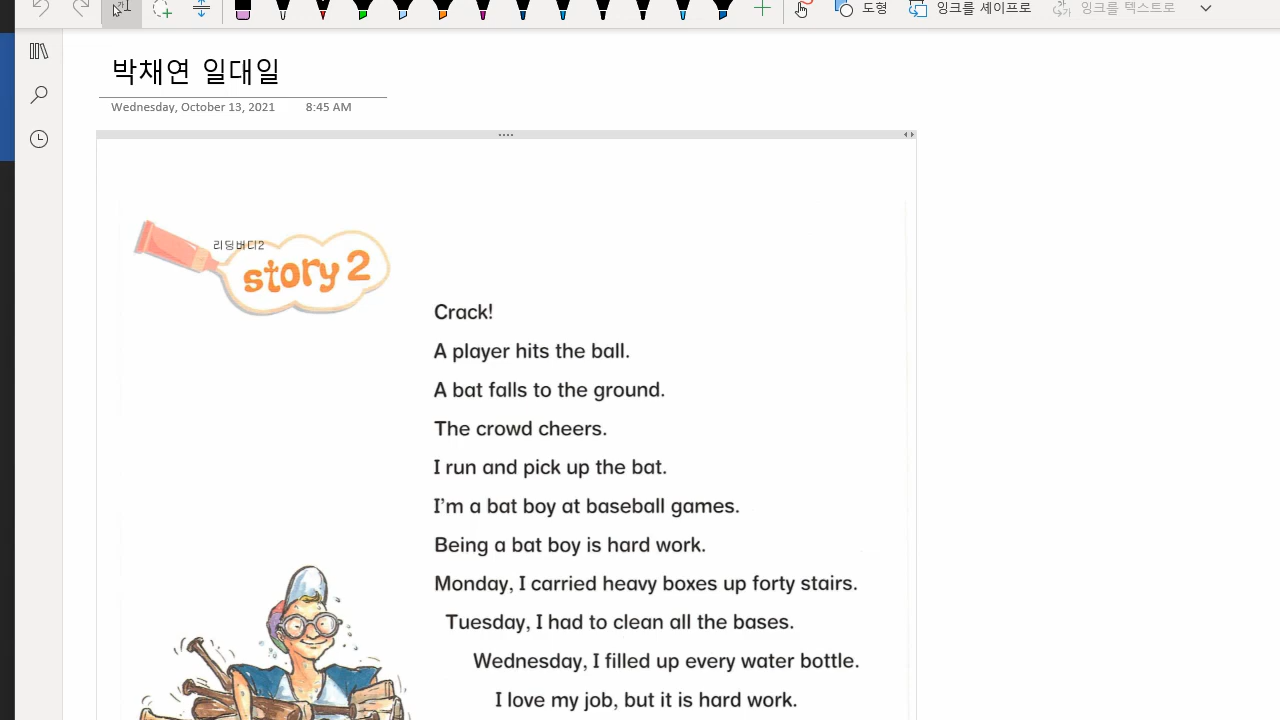 도형
잉크를 셰이프로
잉크를 텍스트로
박채연 일대일
Wednesday, October 13, 2021 8:45 AM
리딩버디2
story 2
Crack!
A player hits the ball.
A bat falls to the ground.
The crowd cheers.
I run and pick up the bat.
I'm a bat boy at baseball games.
Being a bat boy is hard work.
Monday, I carried heavy boxes up forty stairs.
Tuesday, I had to clean all the bases.
Wednesday, I filled up every water bottle.
I love my job, but it is hard work.